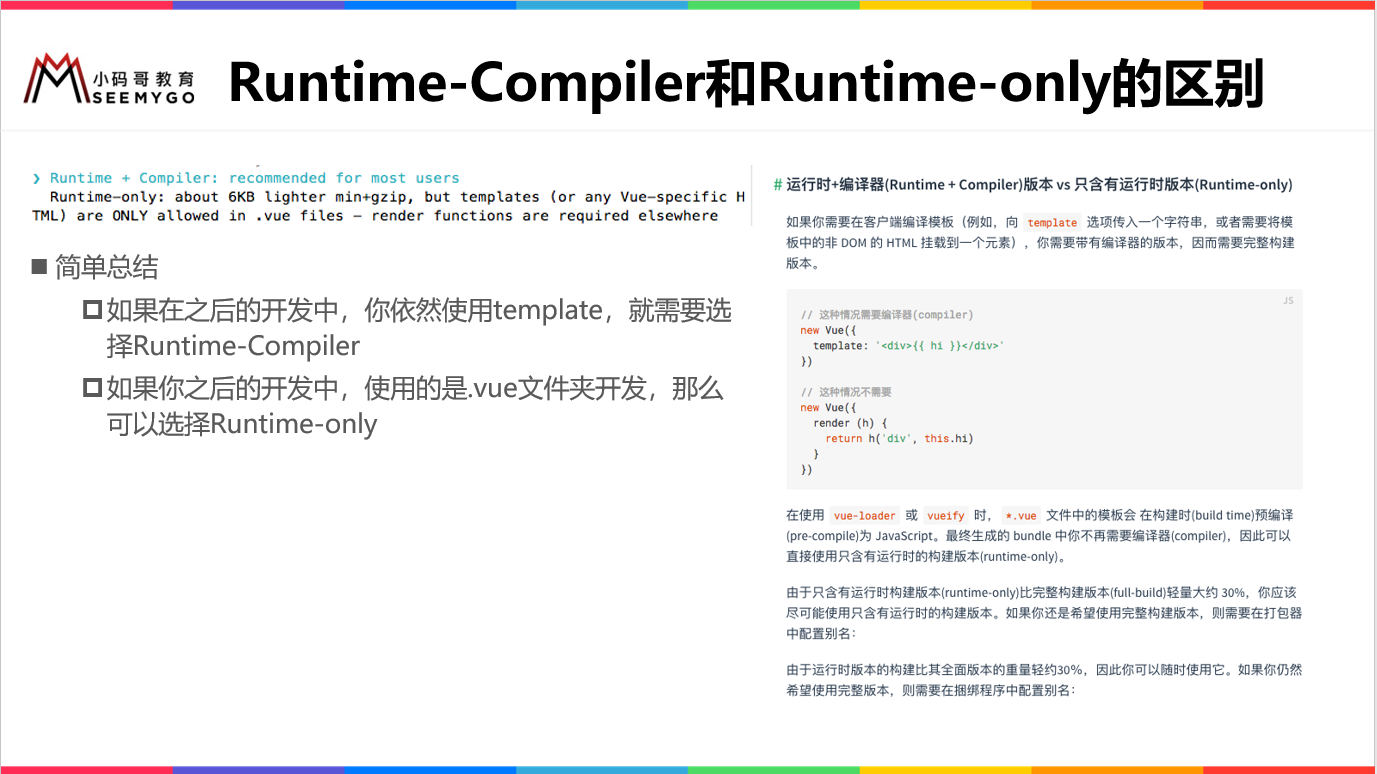 小码哥教育
SEEMYGO
Runtime-Compiler和Runtime-only的区别
❯ Runtime + Compiler: recommended for most users
Runtime-only: about 6KB lighter min+gzip, but templates (or any Vue-specific H
TML) are ONLY allowed in .vue files - render functions are required elsewhere
简单总结
如果在之后的开发中，你依然使用template，就需要选
择Runtime-Compiler
如果你之后的开发中，使用的是.vue文件夹开发，那么
可以选择Runtime-only
# 运行时+编译器(Runtime + Compiler)版本 vs 只含有运行时版本(Runtime-only)
如果你需要在客户端编译模板（例如，向 template 选项传入一个字符串，或者需要将模
板中的非 DOM 的 HTML 挂载到一个元素），你需要带有编译器的版本，因而需要完整构建
版本。
JS
// 这种情况需要编译器(compiler)
new Vue({
template: '<div>{{ hi }}</div>'
})
// 这种情况不需要
new Vue({
render (h) {
return h('div', this.hi)
}
})
在使用 vue-loader 或 vueify 时， *.vue 文件中的模板会 在构建时(build time)预编译
(pre-compile)为 JavaScript。最终生成的 bundle 中你不再需要编译器(compiler)，因此可以
直接使用只含有运行时的构建版本(runtime-only)。
由于只含有运行时构建版本(runtime-only)比完整构建版本(full-build)轻量大约 30%，你应该
尽可能使用只含有运行时的构建版本。如果你还是希望使用完整构建版本，则需要在打包器
中配置别名：
由于运行时版本的构建比其全面版本的重量轻约30%，因此你可以随时使用它。如果你仍然
希望使用完整版本，则需要在捆绑程序中配置别名：